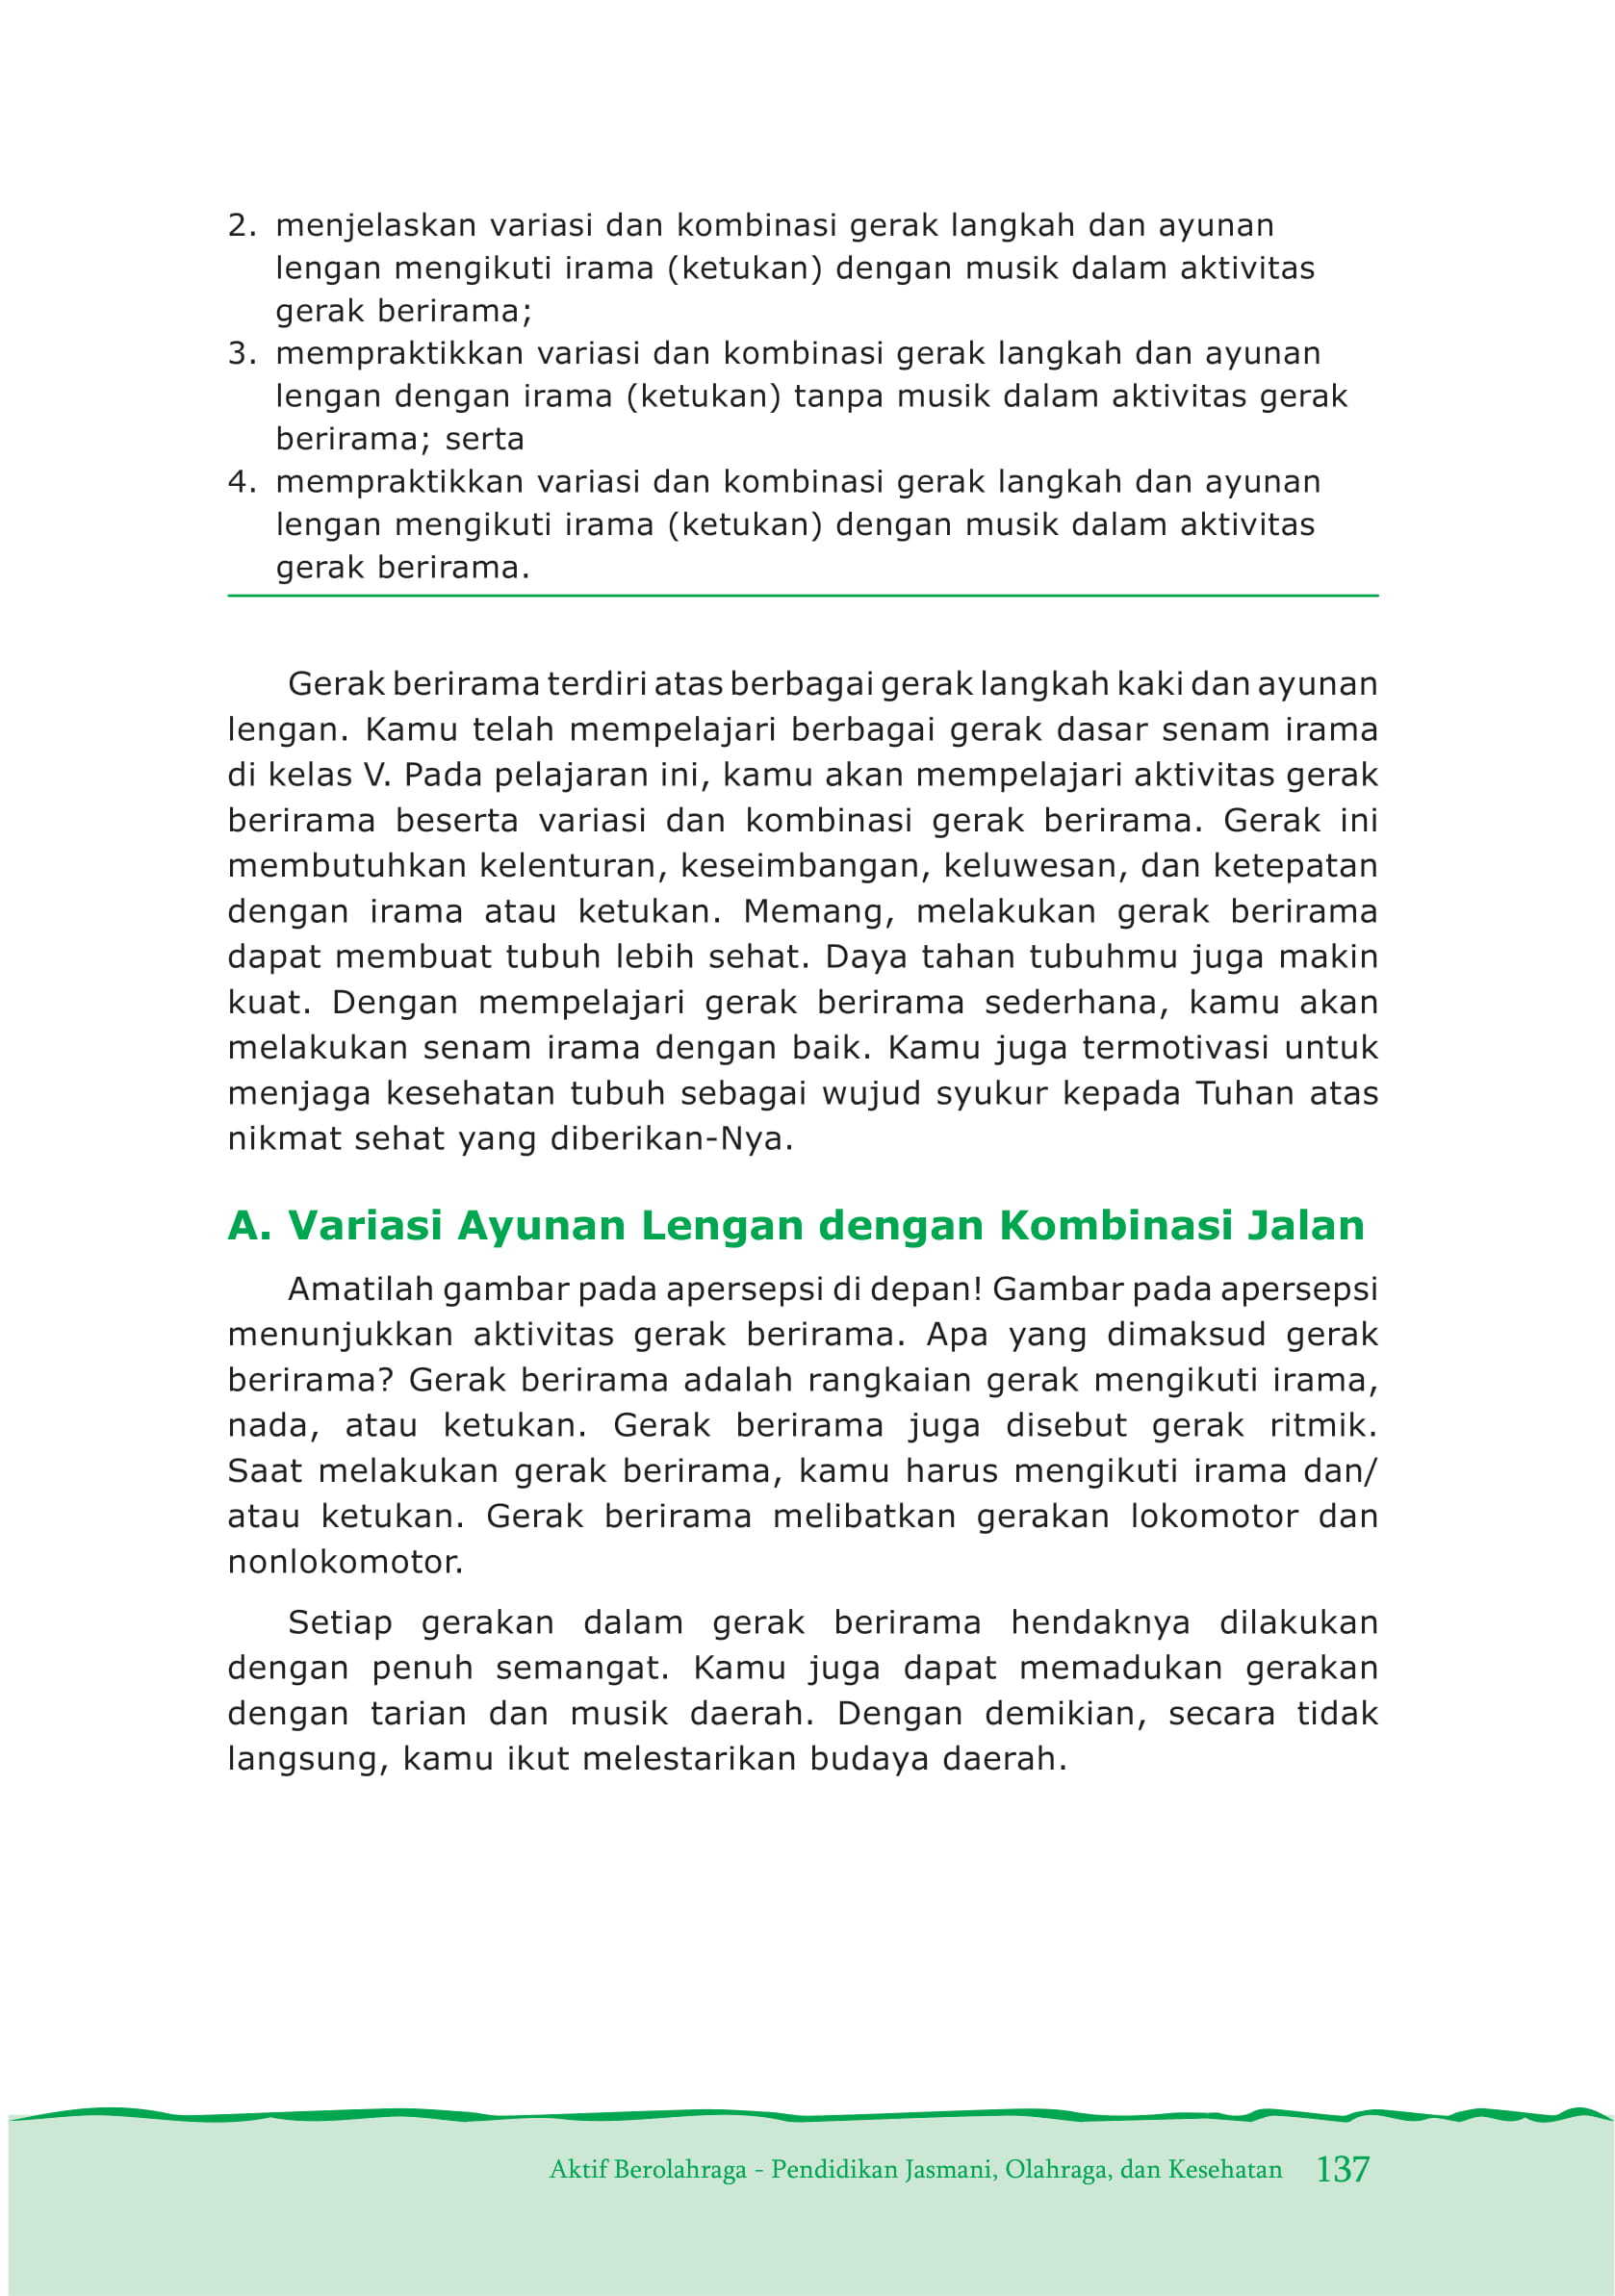 2. menjelaskan variasi dan kombinasi gerak langkah dan ayunan
lengan mengikuti irama (ketukan) dengan musik dalam aktivitas
gerak berirama;
3. mempraktikkan variasi dan kombinasi gerak langkah dan ayunan
lengan dengan irama (ketukan) tanpa musik dalam aktivitas gerak
berirama; serta
4. mempraktikkan variasi dan kombinasi gerak langkah dan ayunan
lengan mengikuti irama (ketukan) dengan musik dalam aktivitas
gerak berirama.
Gerak berirama terdiri atas berbagai gerak langkah kaki dan ayunan
lengan. Kamu telah mempelajari berbagai gerak dasar senam irama
di kelas V. Pada pelajaran ini, kamu akan mempelajari aktivitas gerak
berirama beserta variasi dan kombinasi gerak berirama. Gerak ini
membutuhkan kelenturan, keseimbangan, keluwesan, dan ketepatan
dengan irama atau ketukan. Memang, melakukan gerak berirama
dapat membuat tubuh lebih sehat. Daya tahan tubuhmu juga makin
kuat. Dengan mempelajari gerak berirama sederhana, kamu akan
melakukan senam irama dengan baik. Kamu juga termotivasi untuk
menjaga kesehatan tubuh sebagai wujud syukur kepada Tuhan atas
nikmat sehat yang diberikan-Nya.
A. Variasi Ayunan Lengan dengan Kombinasi Jalan
Amatilah gambar pada apersepsi di depan! Gambar pada apersepsi
menunjukkan aktivitas gerak berirama. Apa yang dimaksud gerak
berirama? Gerak berirama adalah rangkaian gerak mengikuti irama,
nada, atau ketukan. Gerak berirama juga disebut gerak ritmik.
Saat melakukan gerak berirama, kamu harus mengikuti irama dan/
atau ketukan. Gerak berirama melibatkan gerakan lokomotor dan
nonlokomotor.
Setiap gerakan dalam gerak berirama hendaknya dilakukan
dengan penuh semangat. Kamu juga dapat memadukan gerakan
dengan tarian dan musik daerah. Dengan demikian, secara tidak
langsung, kamu ikut melestarikan budaya daerah.
Aktif Berolahraga - Pendidikan Jasmani, Olahraga, dan Kesehatan 137